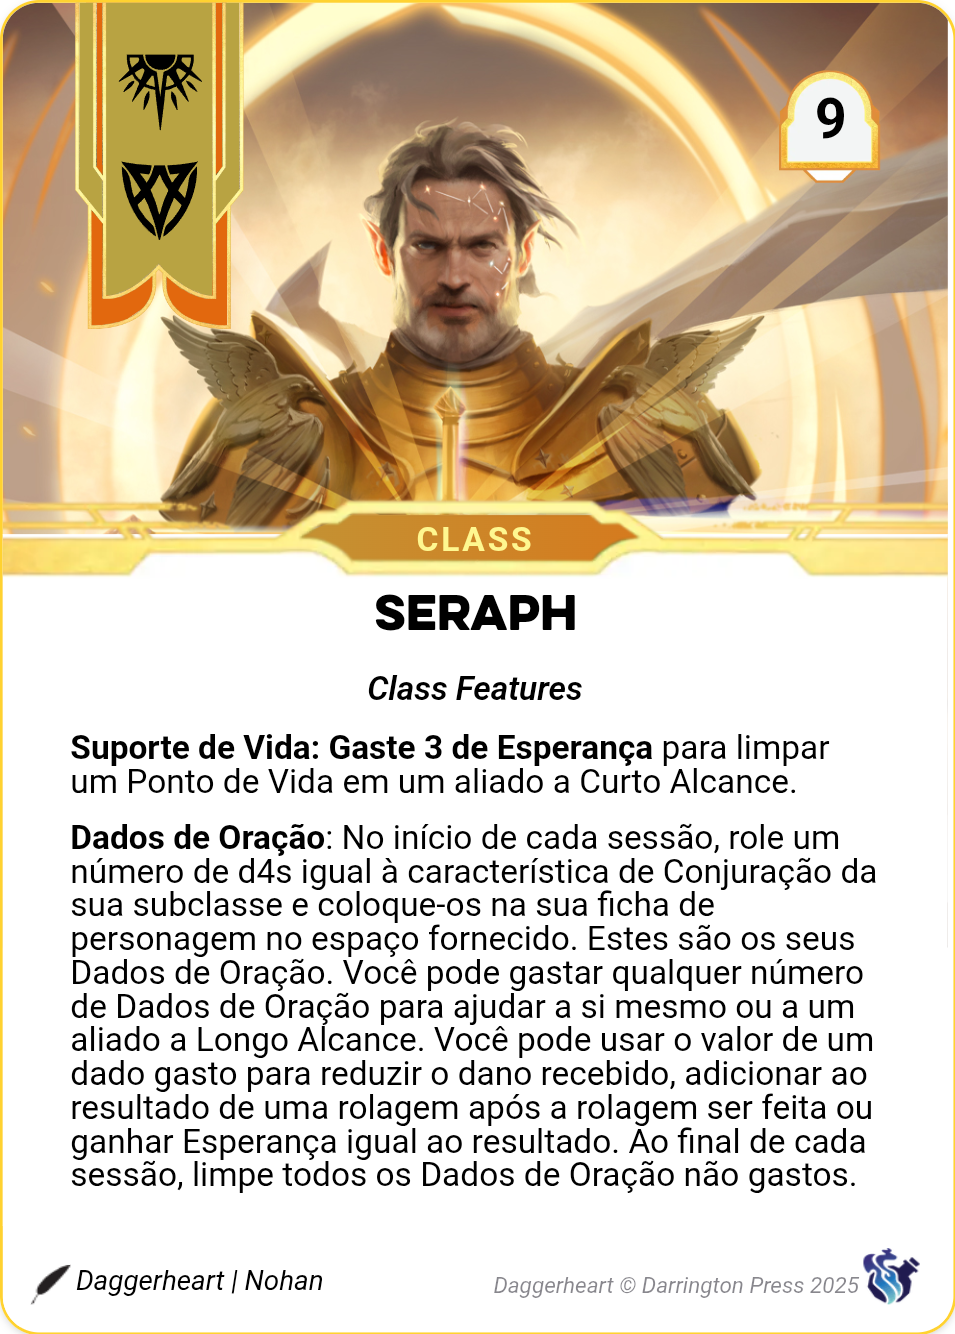 9
CLASS
SERAPH
Class Features
Suporte de Vida: Gaste 3 de Esperança para limpar
um Ponto de Vida em um aliado a Curto Alcance.
Dados de Oração: No início de cada sessão, role um
número de d4s igual à característica de Conjuração da
sua subclasse e coloque-os na sua ficha de
personagem no espaço fornecido. Estes são os seus
Dados de Oração. Você pode gastar qualquer número
de Dados de Oração para ajudar a si mesmo ou a um
aliado a Longo Alcance. Você pode usar o valor de um
dado gasto para reduzir o dano recebido, adicionar ao
resultado de uma rolagem após a rolagem ser feita ou
ganhar Esperança igual ao resultado. Ao final de cada
sessão, limpe todos os Dados de Oração não gastos.
Daggerheart | Nohan
Daggerheart © Darrington Press 2025